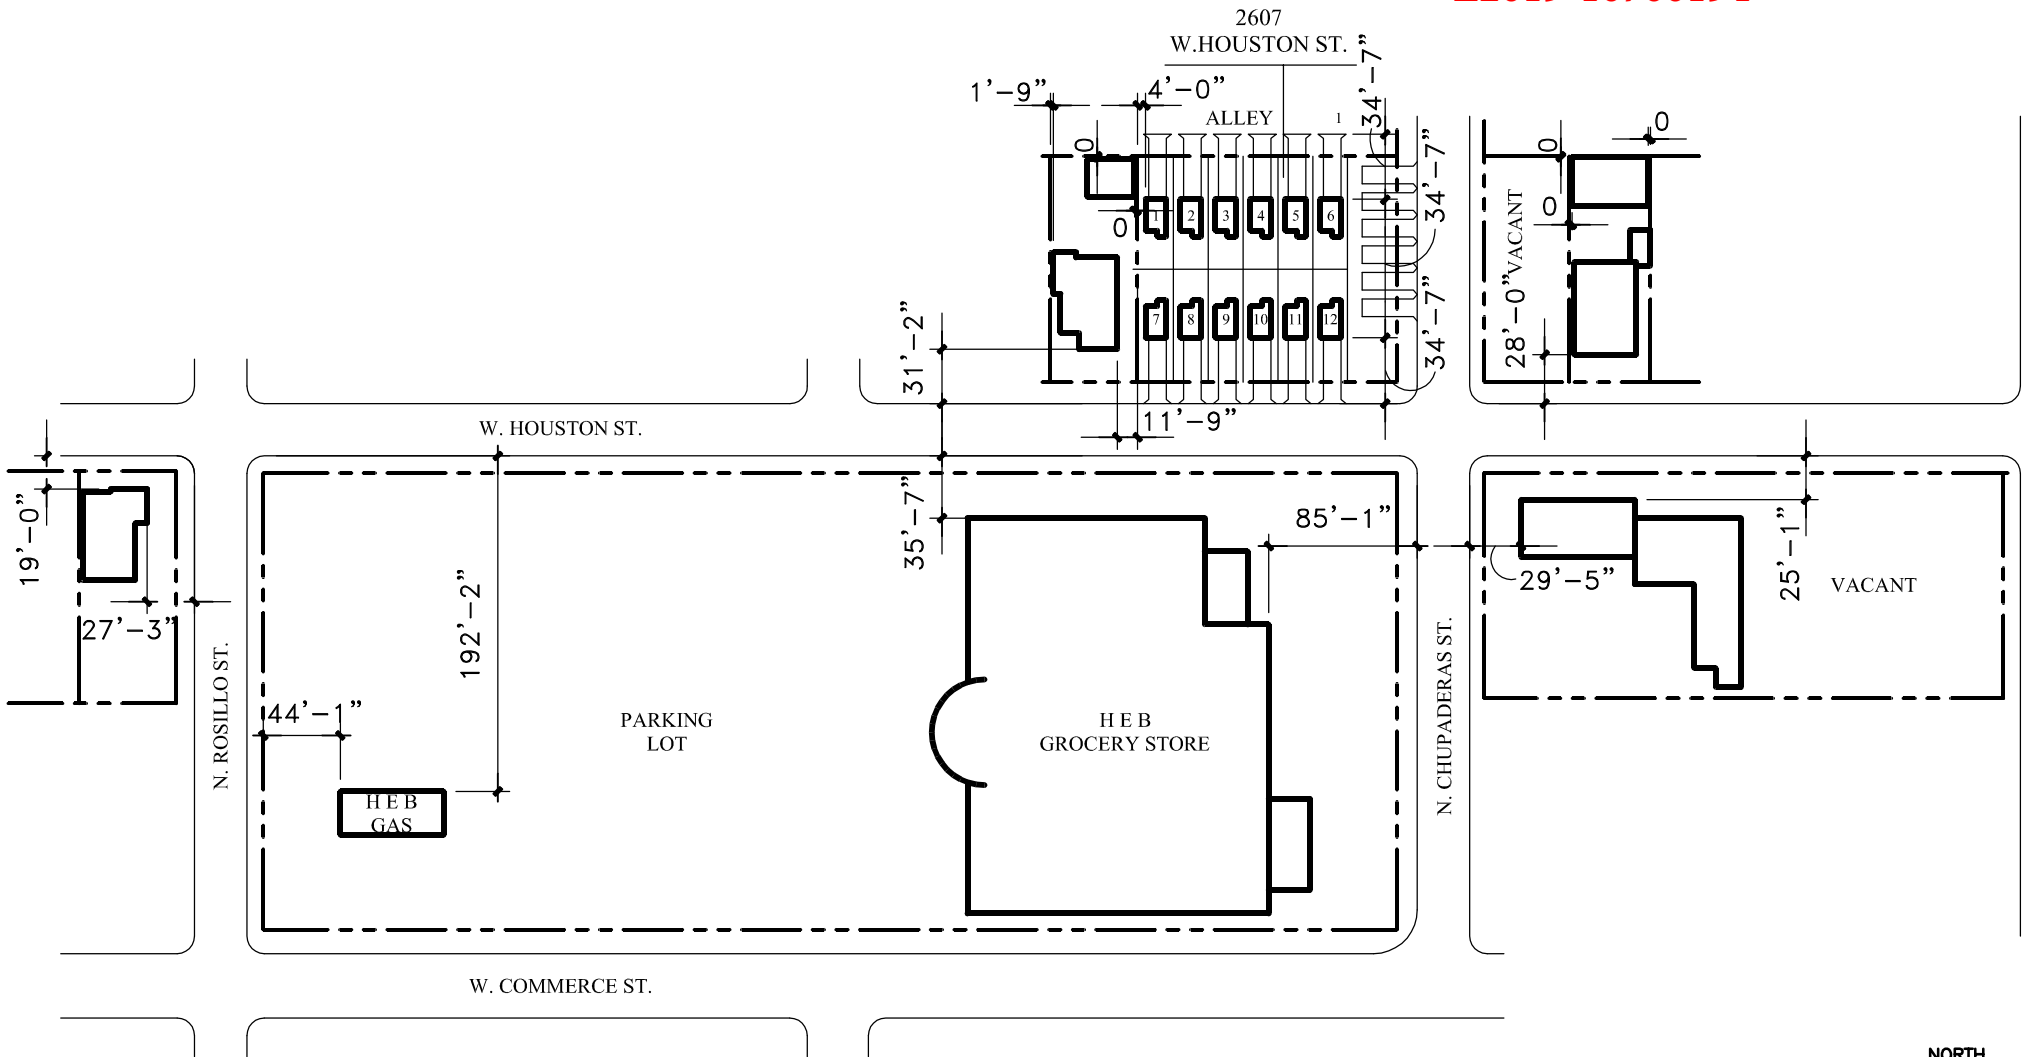 2607
W.HOUSTON ST.
34'-7"
1'-9"
4'-0"
ALLEY
1
0
0
0
34'-7"
VACANT
0
0
1
2
3
4
5
6
28'-0"
34'-7"
31'-2"
7
8
9
10
11
12
11'-9"
W. HOUSTON ST.
19'-0"
35'-7"
85'-1"
29'-5"
25'-1"
VACANT
27'-3"
192'-2"
N. ROSILLO ST.
N. CHUPADERAS ST.
44'-1"
PARKING
LOT
H E B
GROCERY STORE
H E B
GAS
W. COMMERCE ST.
NORTH